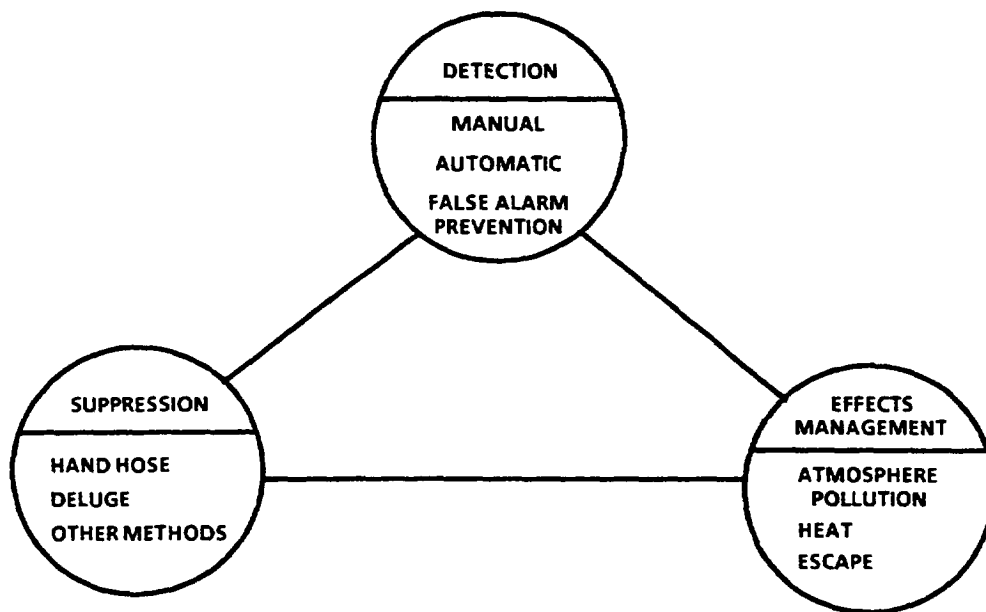 DETECTION
MANUAL
AUTOMATIC
FALSE ALARM
PREVENTION
SUPPRESSION
HAND HOSE
DELUGE
OTHER METHODS
EFFECTS
MANAGEMENT
ATMOSPHERE
POLLUTION
HEAT
ESCAPE